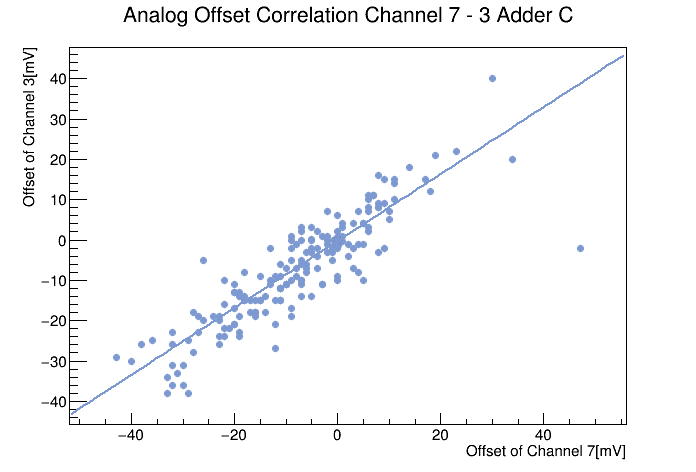 Analog Offset Correlation Channel 7 - 3 Adder C
Offset of Channel 3[mV]
40
30
20
10
0
−10
−20
−30
−40
−40 −20 0 20 40
Offset of Channel 7[mV]